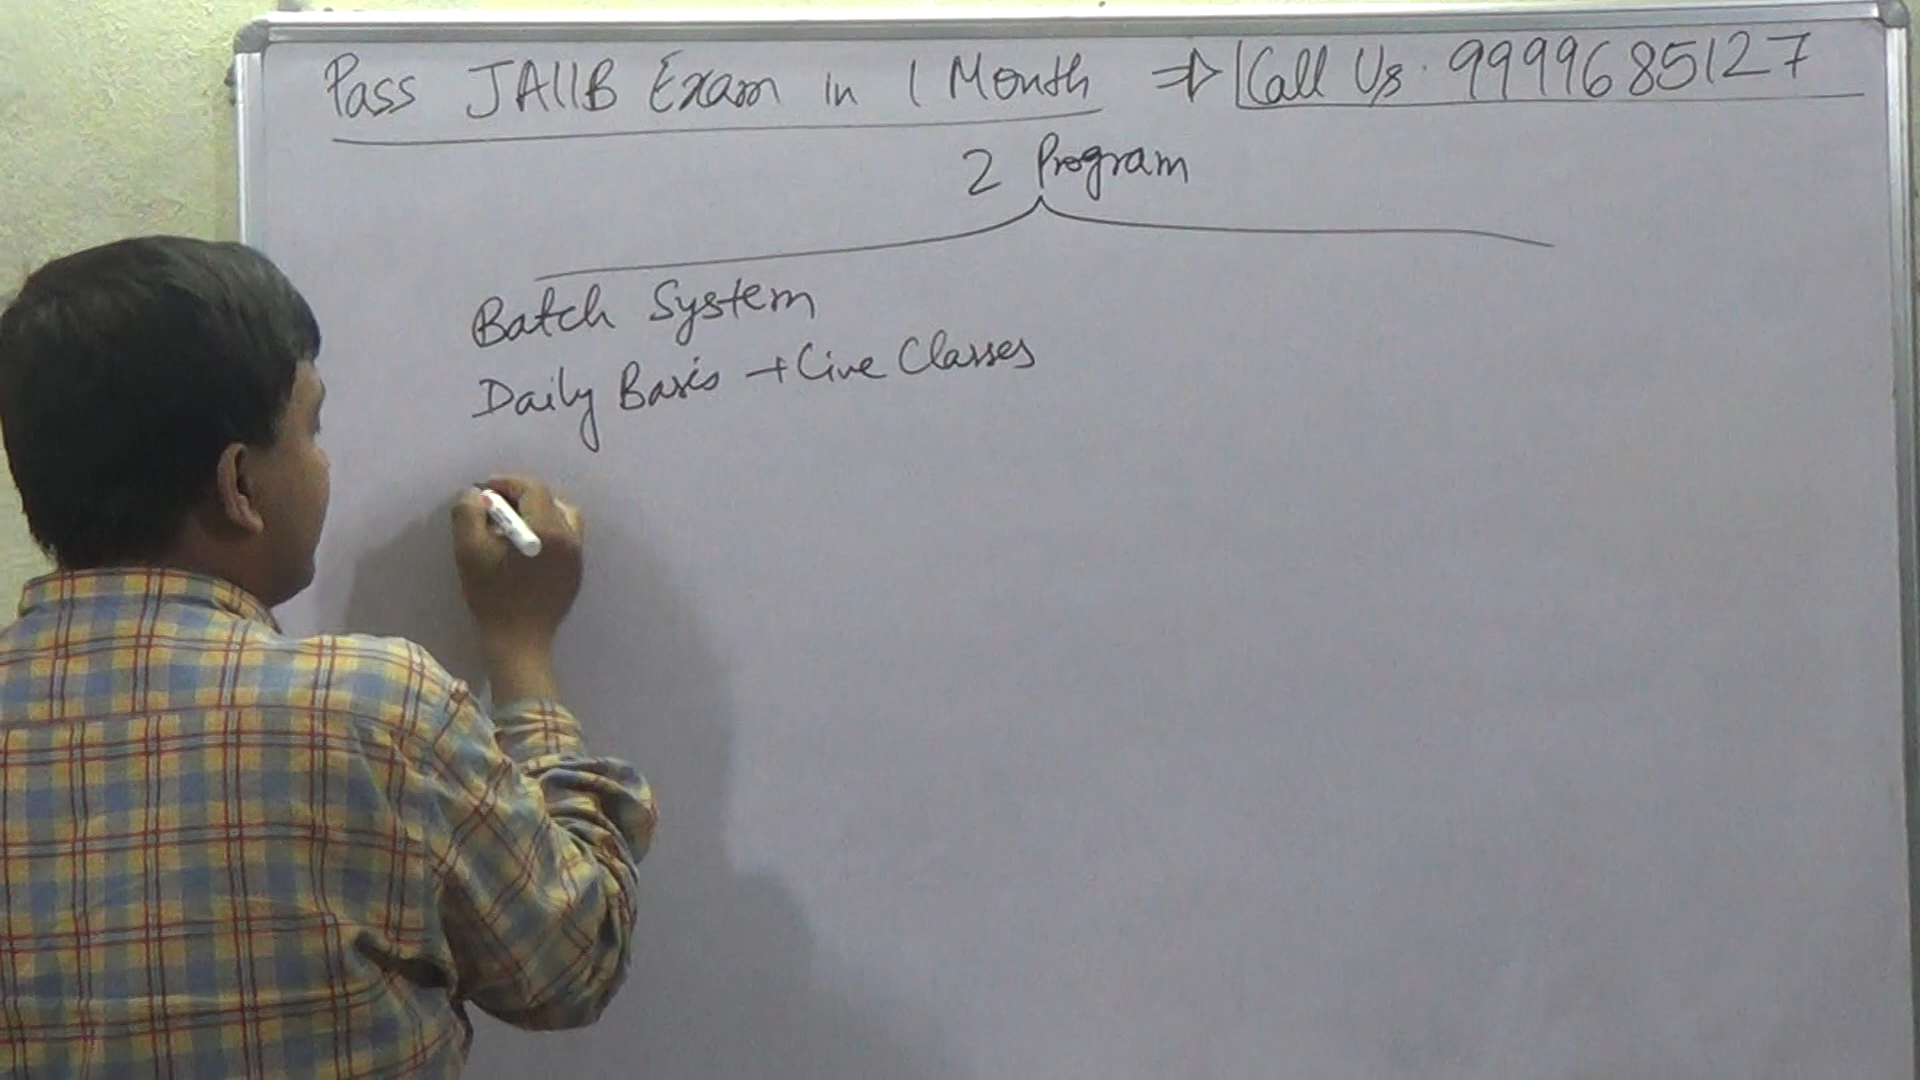 Pass JAIIB Exam in 1 Month ⇒ Call Us. 9999685127
2 Program
Batch System
Daily Basis + Live Classes